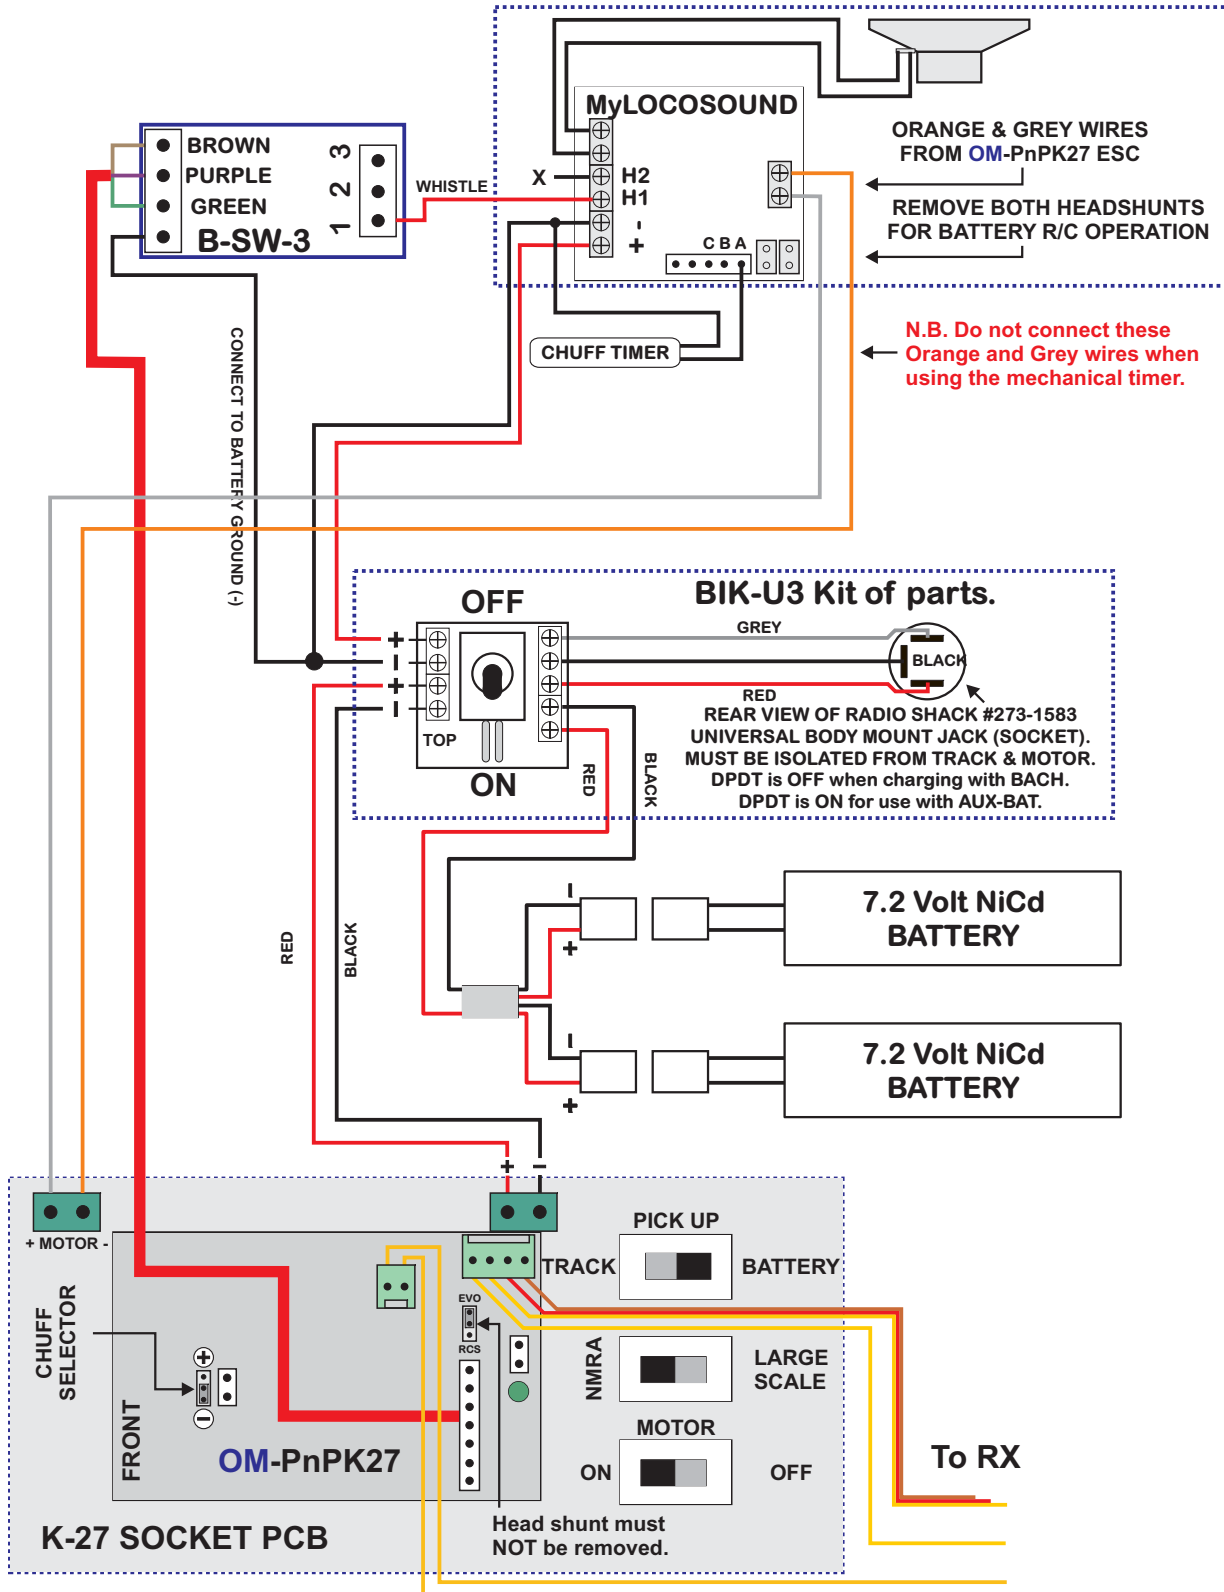 MyLOCOSOUND
BROWN
PURPLE
GREEN
B-SW-3
1 2 3
WHISTLE
X
H2
H1
-
+
C B A
ORANGE & GREY WIRES
FROM OM-PnPK27 ESC
REMOVE BOTH HEADSHUNTS
FOR BATTERY R/C OPERATION
CHUFF TIMER
N.B. Do not connect these
Orange and Grey wires when
using the mechanical timer.
CONNECT TO BATTERY GROUND (-)
BIK-U3 Kit of parts.
OFF
+
-
+
-
TOP
ON
GREY
BLACK
RED
REAR VIEW OF RADIO SHACK #273-1583
UNIVERSAL BODY MOUNT JACK (SOCKET).
MUST BE ISOLATED FROM TRACK & MOTOR.
DPDT is OFF when charging with BACH.
DPDT is ON for use with AUX-BAT.
RED
BLACK
-
+
7.2 Volt NiCd
BATTERY
RED
BLACK
-
+
7.2 Volt NiCd
BATTERY
+ -
+ MOTOR -
PICK UP
TRACK
BATTERY
CHUFF
SELECTOR
+
-
EVO
RCS
NMRA
LARGE
SCALE
MOTOR
ON
OFF
FRONT
OM-PnPK27
To RX
K-27 SOCKET PCB
Head shunt must
NOT be removed.